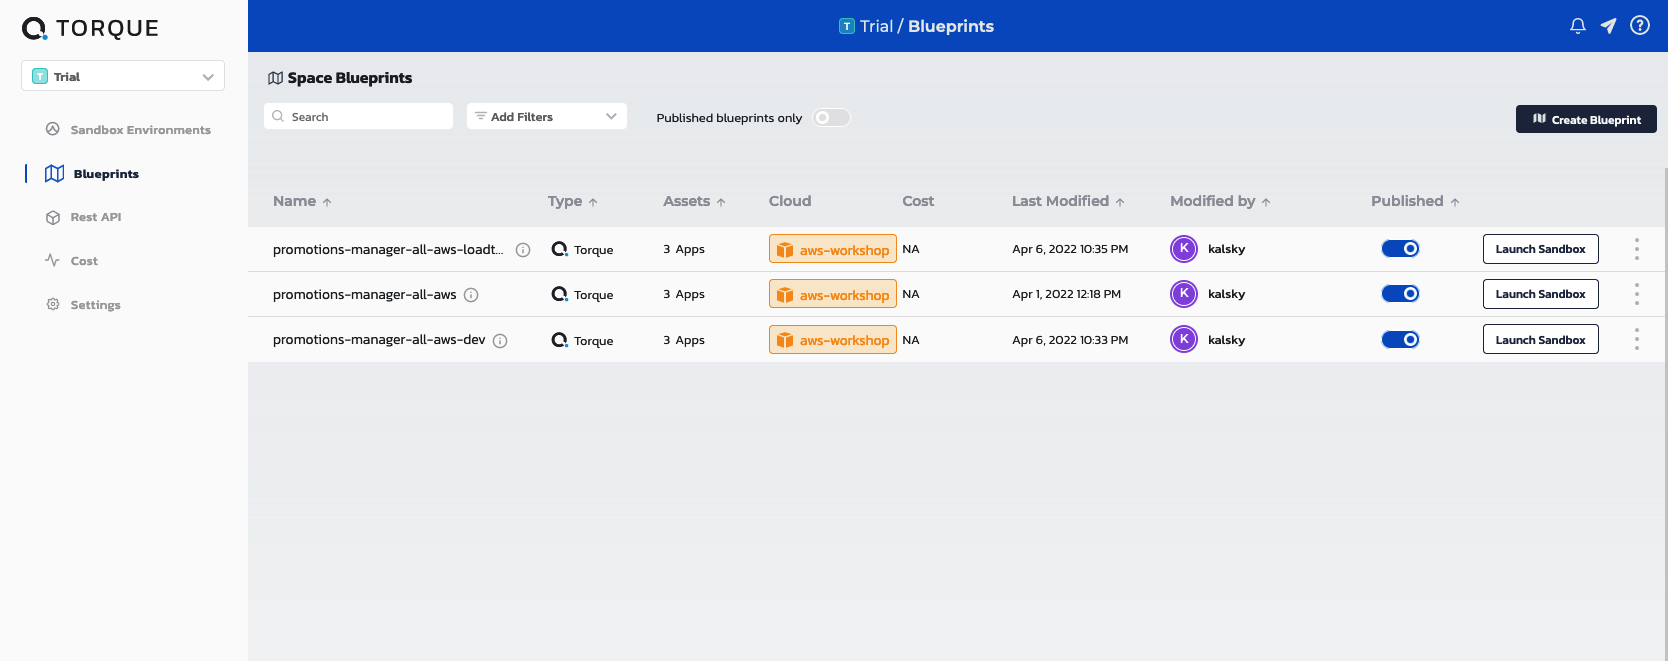 TORQUE
T Trial / Blueprints
T Trial
Space Blueprints
Search
Add Filters
Published blueprints only
Create Blueprint
Sandbox Environments
Blueprints
Rest API
Cost
Settings
Name Type Assets Cloud Cost Last Modified Modified by Published
promotions-manager-all-aws-loadt... Torque 3 Apps aws-workshop NA Apr 6, 2022 10:35 PM K kalsky Launch Sandbox
promotions-manager-all-aws Torque 3 Apps aws-workshop NA Apr 1, 2022 12:18 PM K kalsky Launch Sandbox
promotions-manager-all-aws-dev Torque 3 Apps aws-workshop NA Apr 6, 2022 10:33 PM K kalsky Launch Sandbox